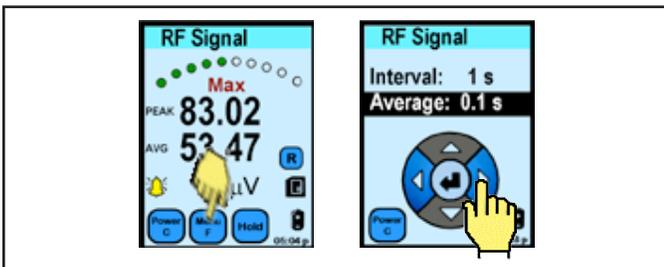 RF Signal
Max
PEAK 83.02
AVG 53.47
R
µV
Power C
F
Hold
05:04 p
RF Signal
Interval: 1 s
Average: 0.1 s
Power C